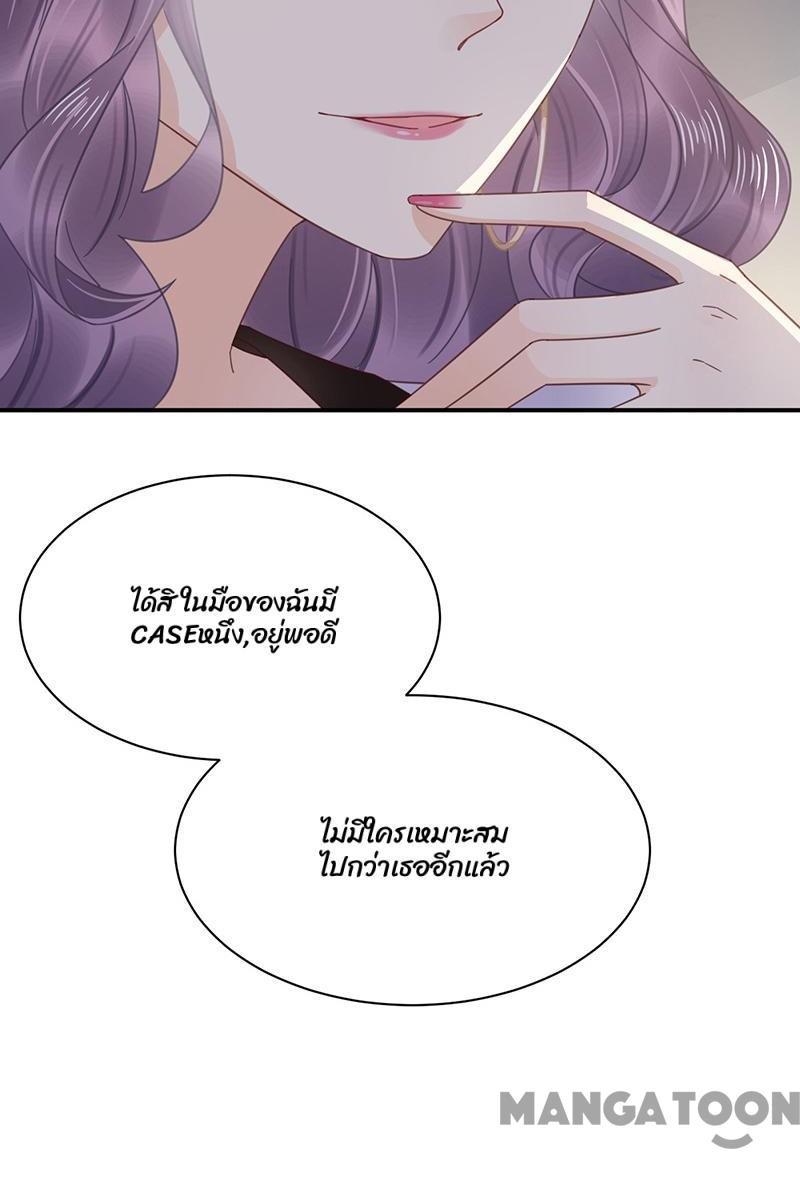 ได้สิ ในมือของฉันมี
CASEหนึ่ง,อยู่พอดี
ไม่มีใครเหมาะสม
ไปกว่าเธออีกแล้ว
MANGATOON